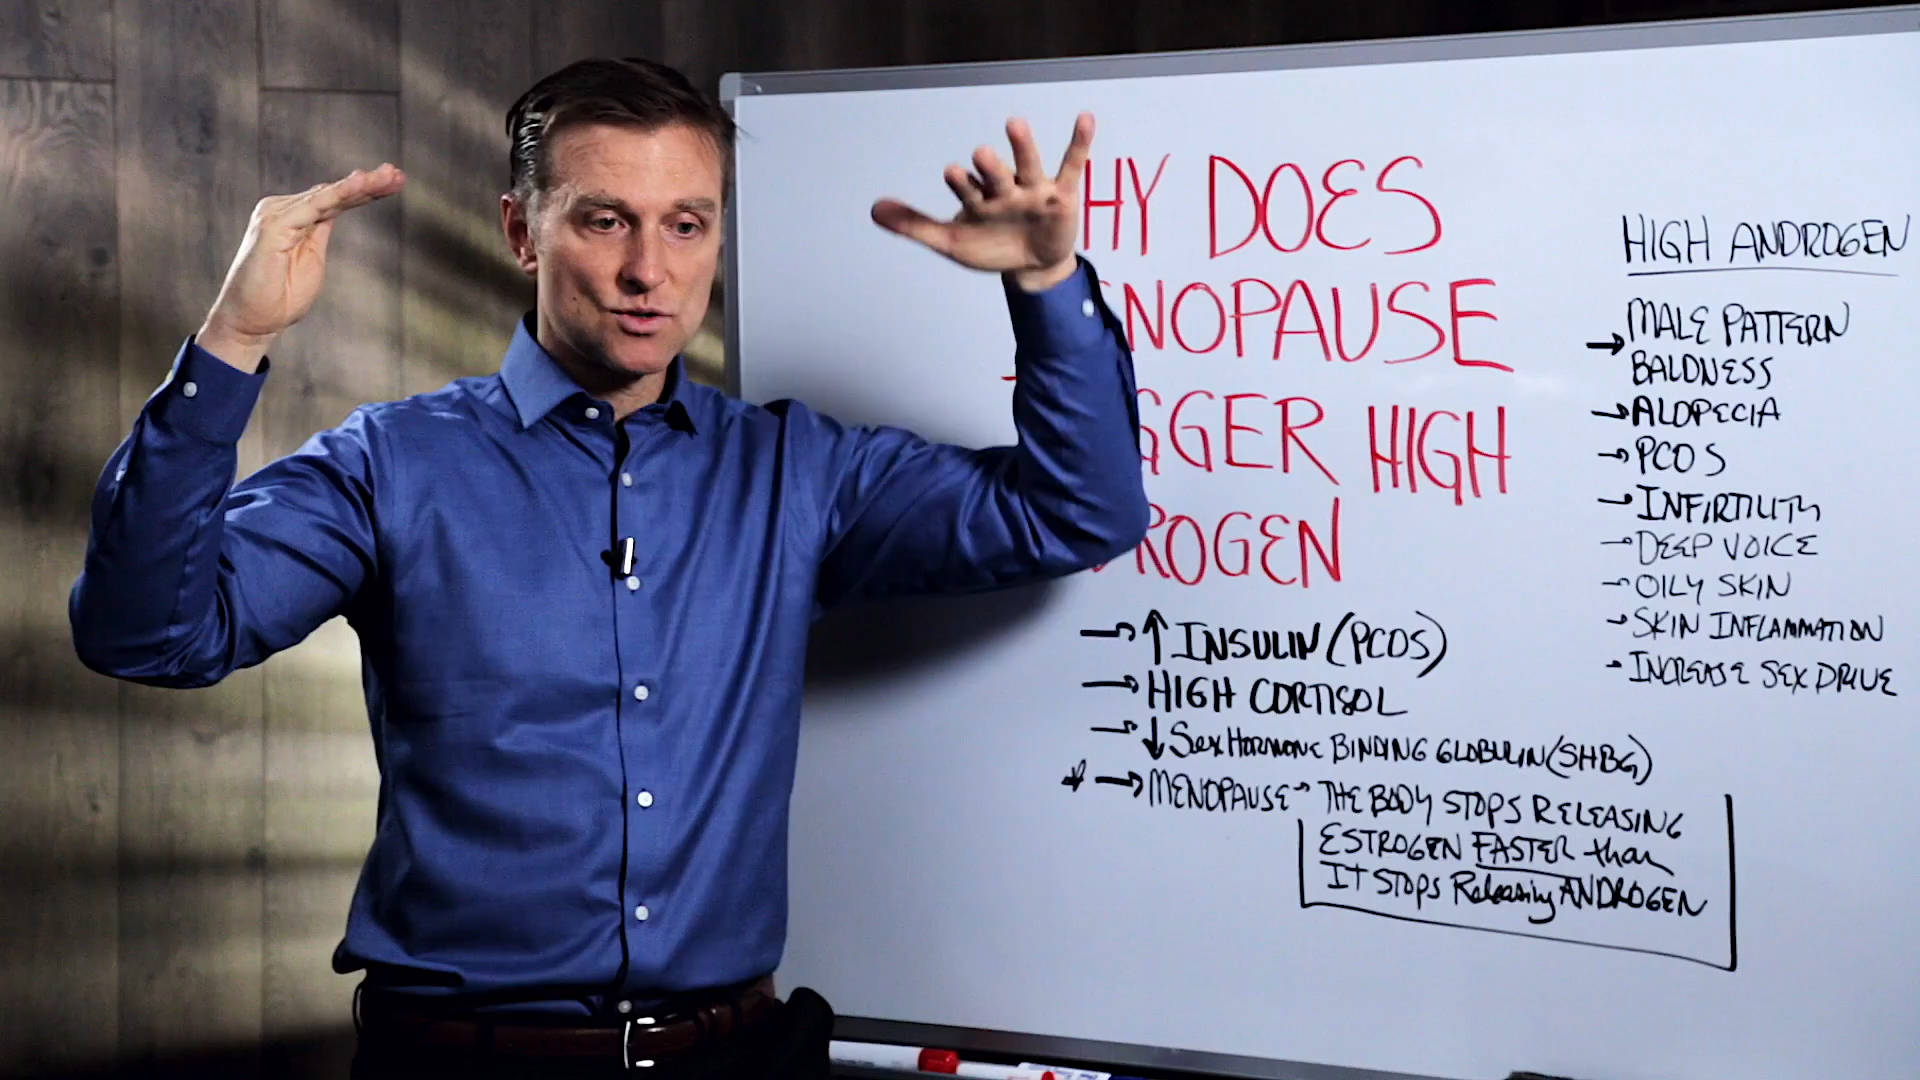 HY DOES
NOPAUSE
GGER HIGH
ROGEN
→ ↑ INSULIN (PCOS)
→ HIGH CORTISOL
→ ↓ Sex Hormone BINDING GLOBULIN (SHBG)
* → MENOPAUSE → THE BODY STOPS RELEASING
ESTROGEN FASTER than
IT STOPS Releasing ANDROGEN
HIGH ANDROGEN
→ MALE PATTERN
BALDNESS
→ ALOPECIA
→ PCOS
→ INFIRTILITY
→ DEEP VOICE
→ OILY SKIN
→ SKIN INFLAMMATION
→ INCREASE SEX DRIVE